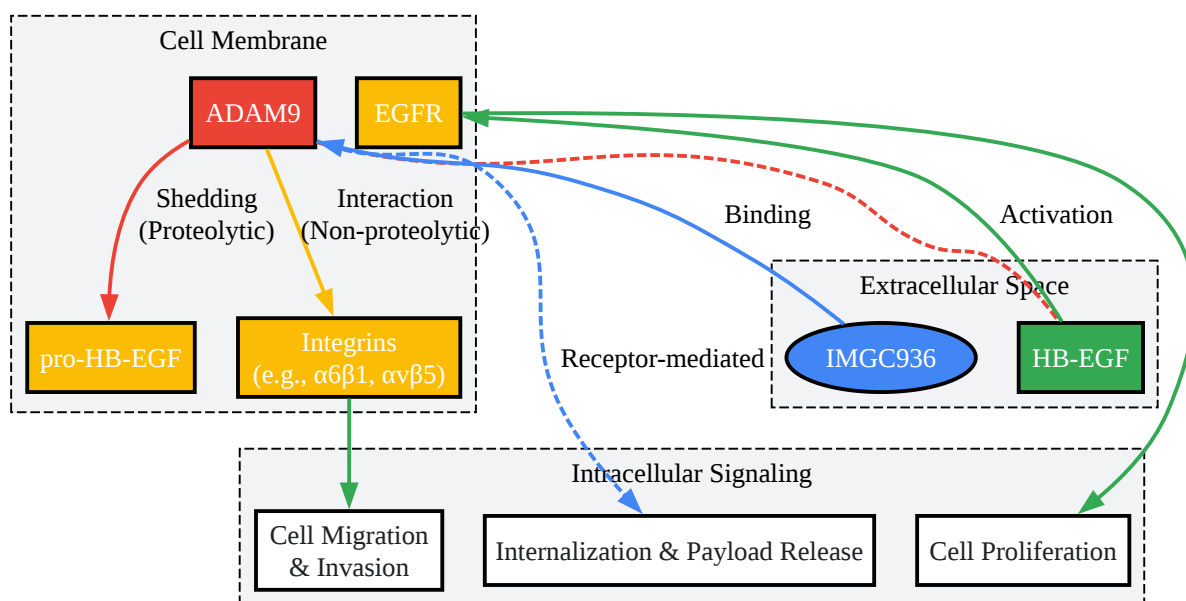 Cell Membrane
ADAM9
EGFR
Shedding
(Proteolytic)
Interaction
(Non-proteolytic)
Binding
Activation
Extracellular Space
pro-HB-EGF
Integrins
(e.g., α6β1, αvβ5)
Receptor-mediated
IMGC936
HB-EGF
Intracellular Signaling
Cell Migration
& Invasion
Internalization & Payload Release
Cell Proliferation